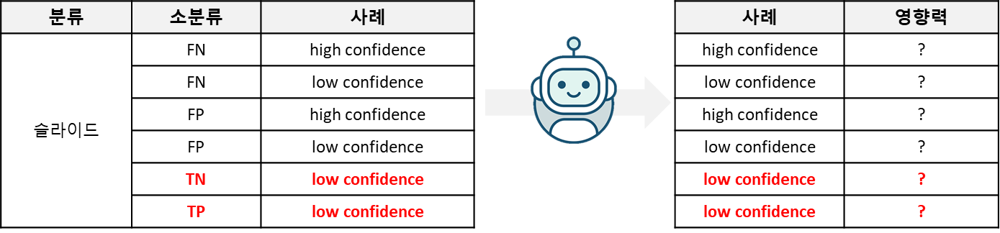 분류 소분류 사례 사례 영향력
FN high confidence high confidence ?
FN low confidence low confidence ?
FP high confidence high confidence ?
슬라이드
FP low confidence low confidence ?
TN low confidence low confidence ?
TP low confidence low confidence ?